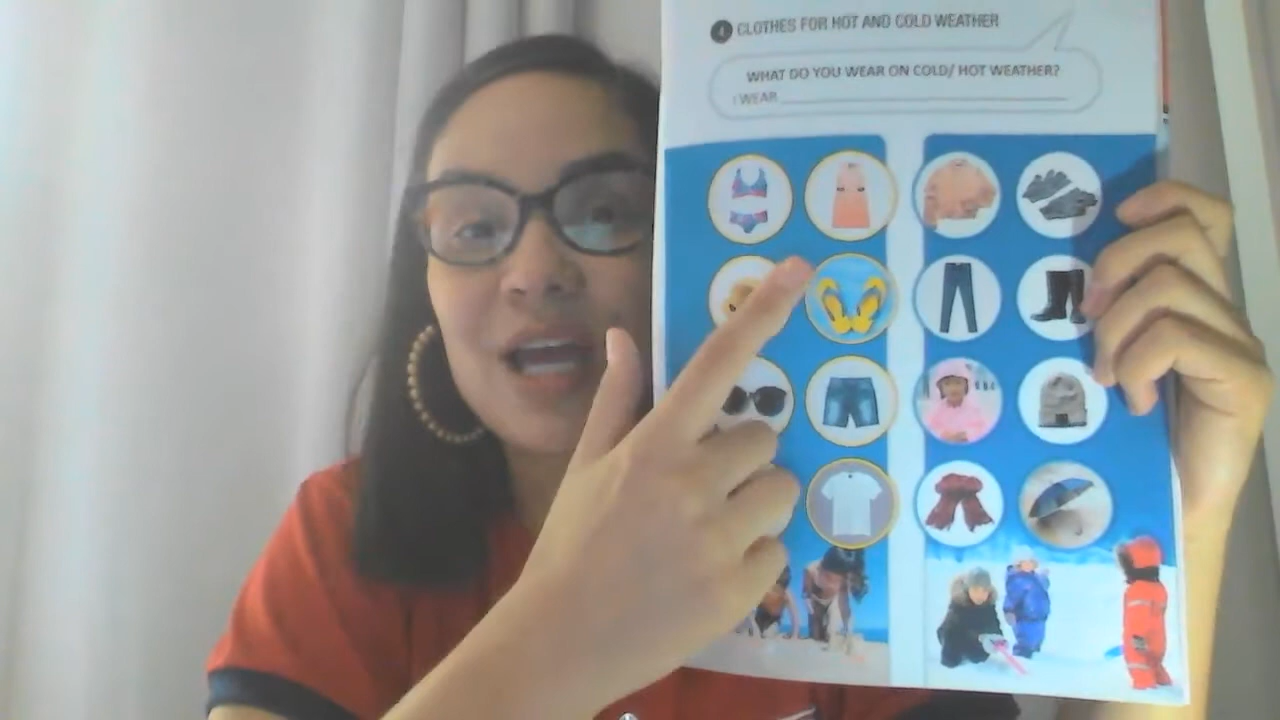 4 CLOTHES FOR HOT AND COLD WEATHER
WHAT DO YOU WEAR ON COLD/ HOT WEATHER?
I WEAR